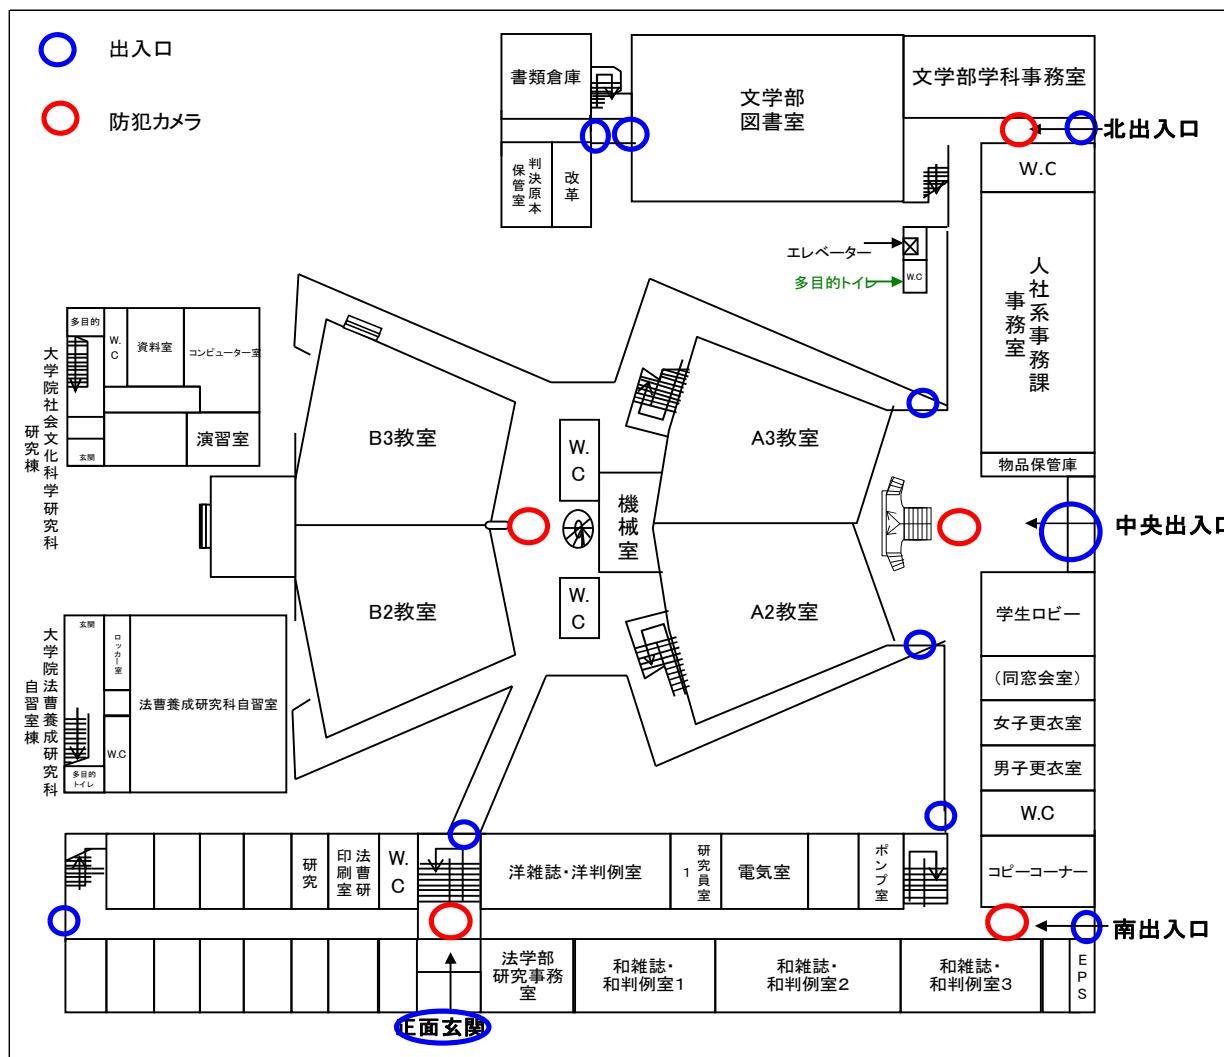 出入口
防犯カメラ
書類倉庫
文学部
図書室
文学部学科事務室
北出入口
W.C
判決原本
保管室
改革
エレベーター
多目的トイレ
W.C
人社系事務課
事務室
物品保管庫
中央出入口
大学院社会文化科学研究科
研究棟
多目的
W.C
資料室
コンピューター室
演習室
玄関
B3教室
B2教室
W.C
機械室
W.C
A3教室
A2教室
学生ロビー
(同窓会室)
女子更衣室
男子更衣室
W.C
コピーコーナー
南出入口
大学院法曹養成研究科
自習室棟
玄関
ロッカー室
法曹養成研究科自習室
W.C
多目的
トイレ
研究
法曹研
印刷室
W.C
洋雑誌・洋判例室
研究員室
1
電気室
ポンプ室
法学部
研究事務
室
和雑誌・
和判例室1
和雑誌・
和判例室2
和雑誌・
和判例室3
EPS
正面玄関